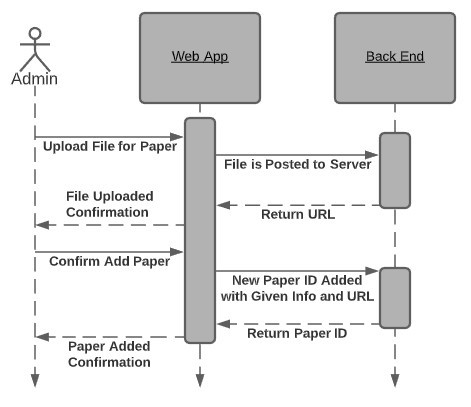 Web App
Back End
Admin
Upload File for Paper
File is Posted to Server
File Uploaded
Confirmation
Return URL
Confirm Add Paper
New Paper ID Added
with Given Info and URL
Return Paper ID
Paper Added
Confirmation